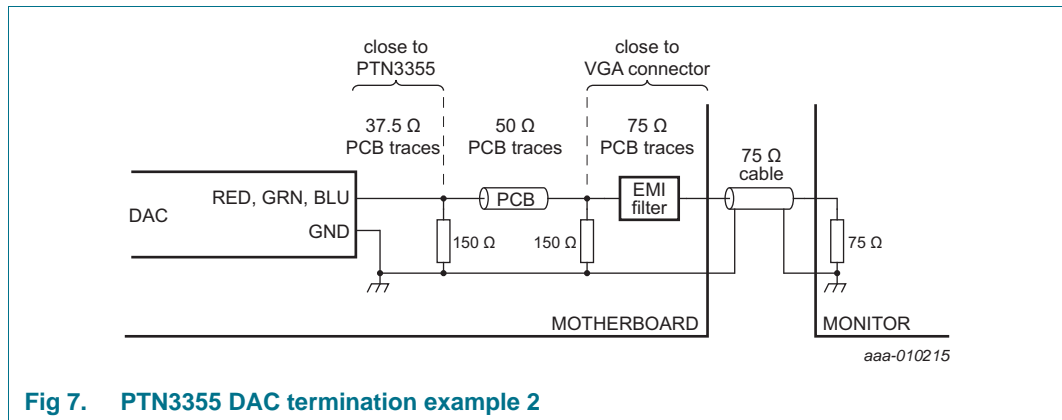 close to
PTN3355
close to
VGA connector
37.5 Ω
PCB traces
50 Ω
PCB traces
75 Ω
PCB traces
75 Ω
cable
DAC
RED, GRN, BLU
GND
PCB
EMI
filter
150 Ω
150 Ω
75 Ω
MOTHERBOARD
MONITOR
aaa-010215
Fig 7. PTN3355 DAC termination example 2